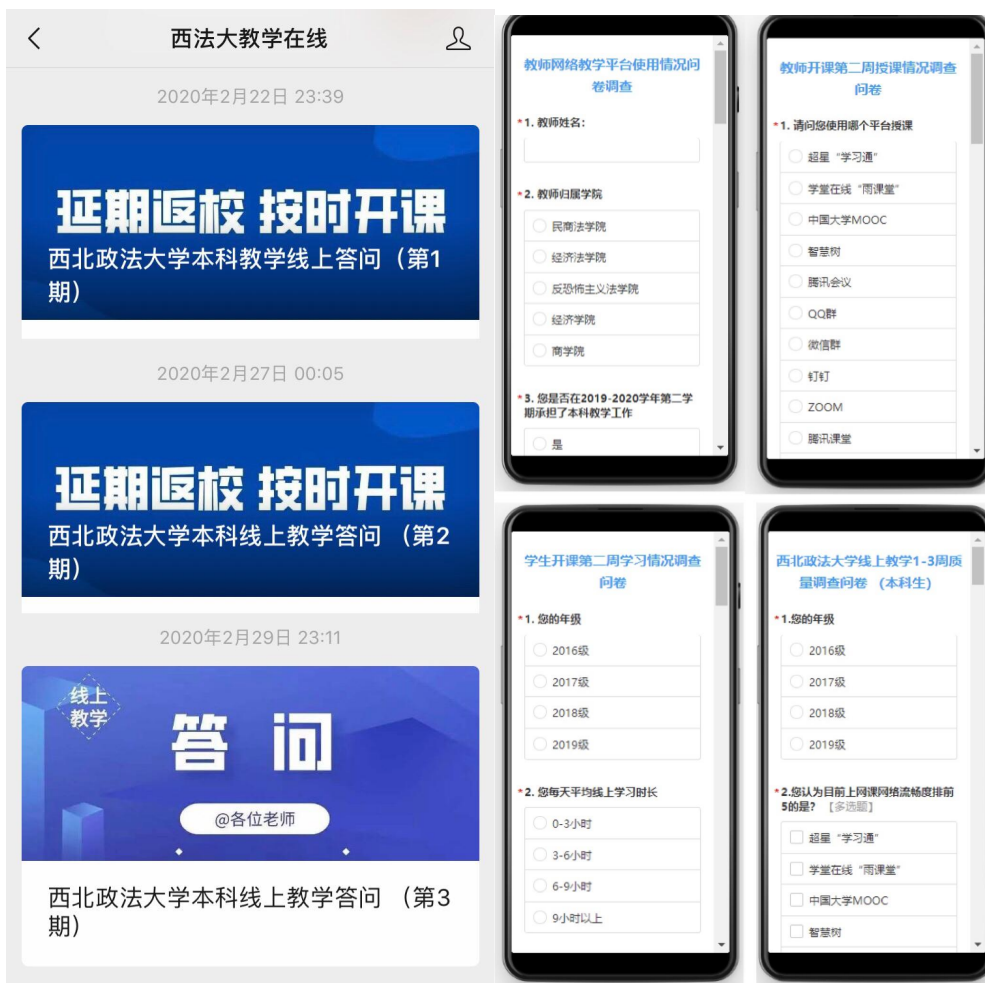 西法大教学在线
2020年2月22日 23:39
延期返校 按时开课
西北政法大学本科教学线上答问（第1
期）
2020年2月27日 00:05
延期返校 按时开课
西北政法大学本科线上教学答问 （第2
期）
2020年2月29日 23:11
线上
教学
答 问
@各位老师
西北政法大学本科线上教学答问 （第3
期）
教师网络教学平台使用情况问
卷调查
*1. 教师姓名：
*2. 教师归属学院
民商法学院
经济法学院
反恐怖主义法学院
经济学院
商学院
*3. 您是否在2019-2020学年第二学
期承担了本科教学工作
是
教师开课第二周授课情况调查
问卷
*1. 请问您使用哪个平台授课
超星“学习通”
学堂在线“雨课堂”
中国大学MOOC
智慧树
腾讯会议
QQ群
微信群
钉钉
ZOOM
腾讯课堂
学生开课第二周学习情况调查
问卷
*1. 您的年级
2016级
2017级
2018级
2019级
*2. 您每天平均线上学习时长
0-3小时
3-6小时
6-9小时
9小时以上
西北政法大学线上教学1-3周质
量调查问卷 （本科生）
*1.您的年级
2016级
2017级
2018级
2019级
*2.您认为目前上网课网络流畅度排前
5的是？ 【多选题】
超星“学习通”
学堂在线“雨课堂”
中国大学MOOC
智慧树